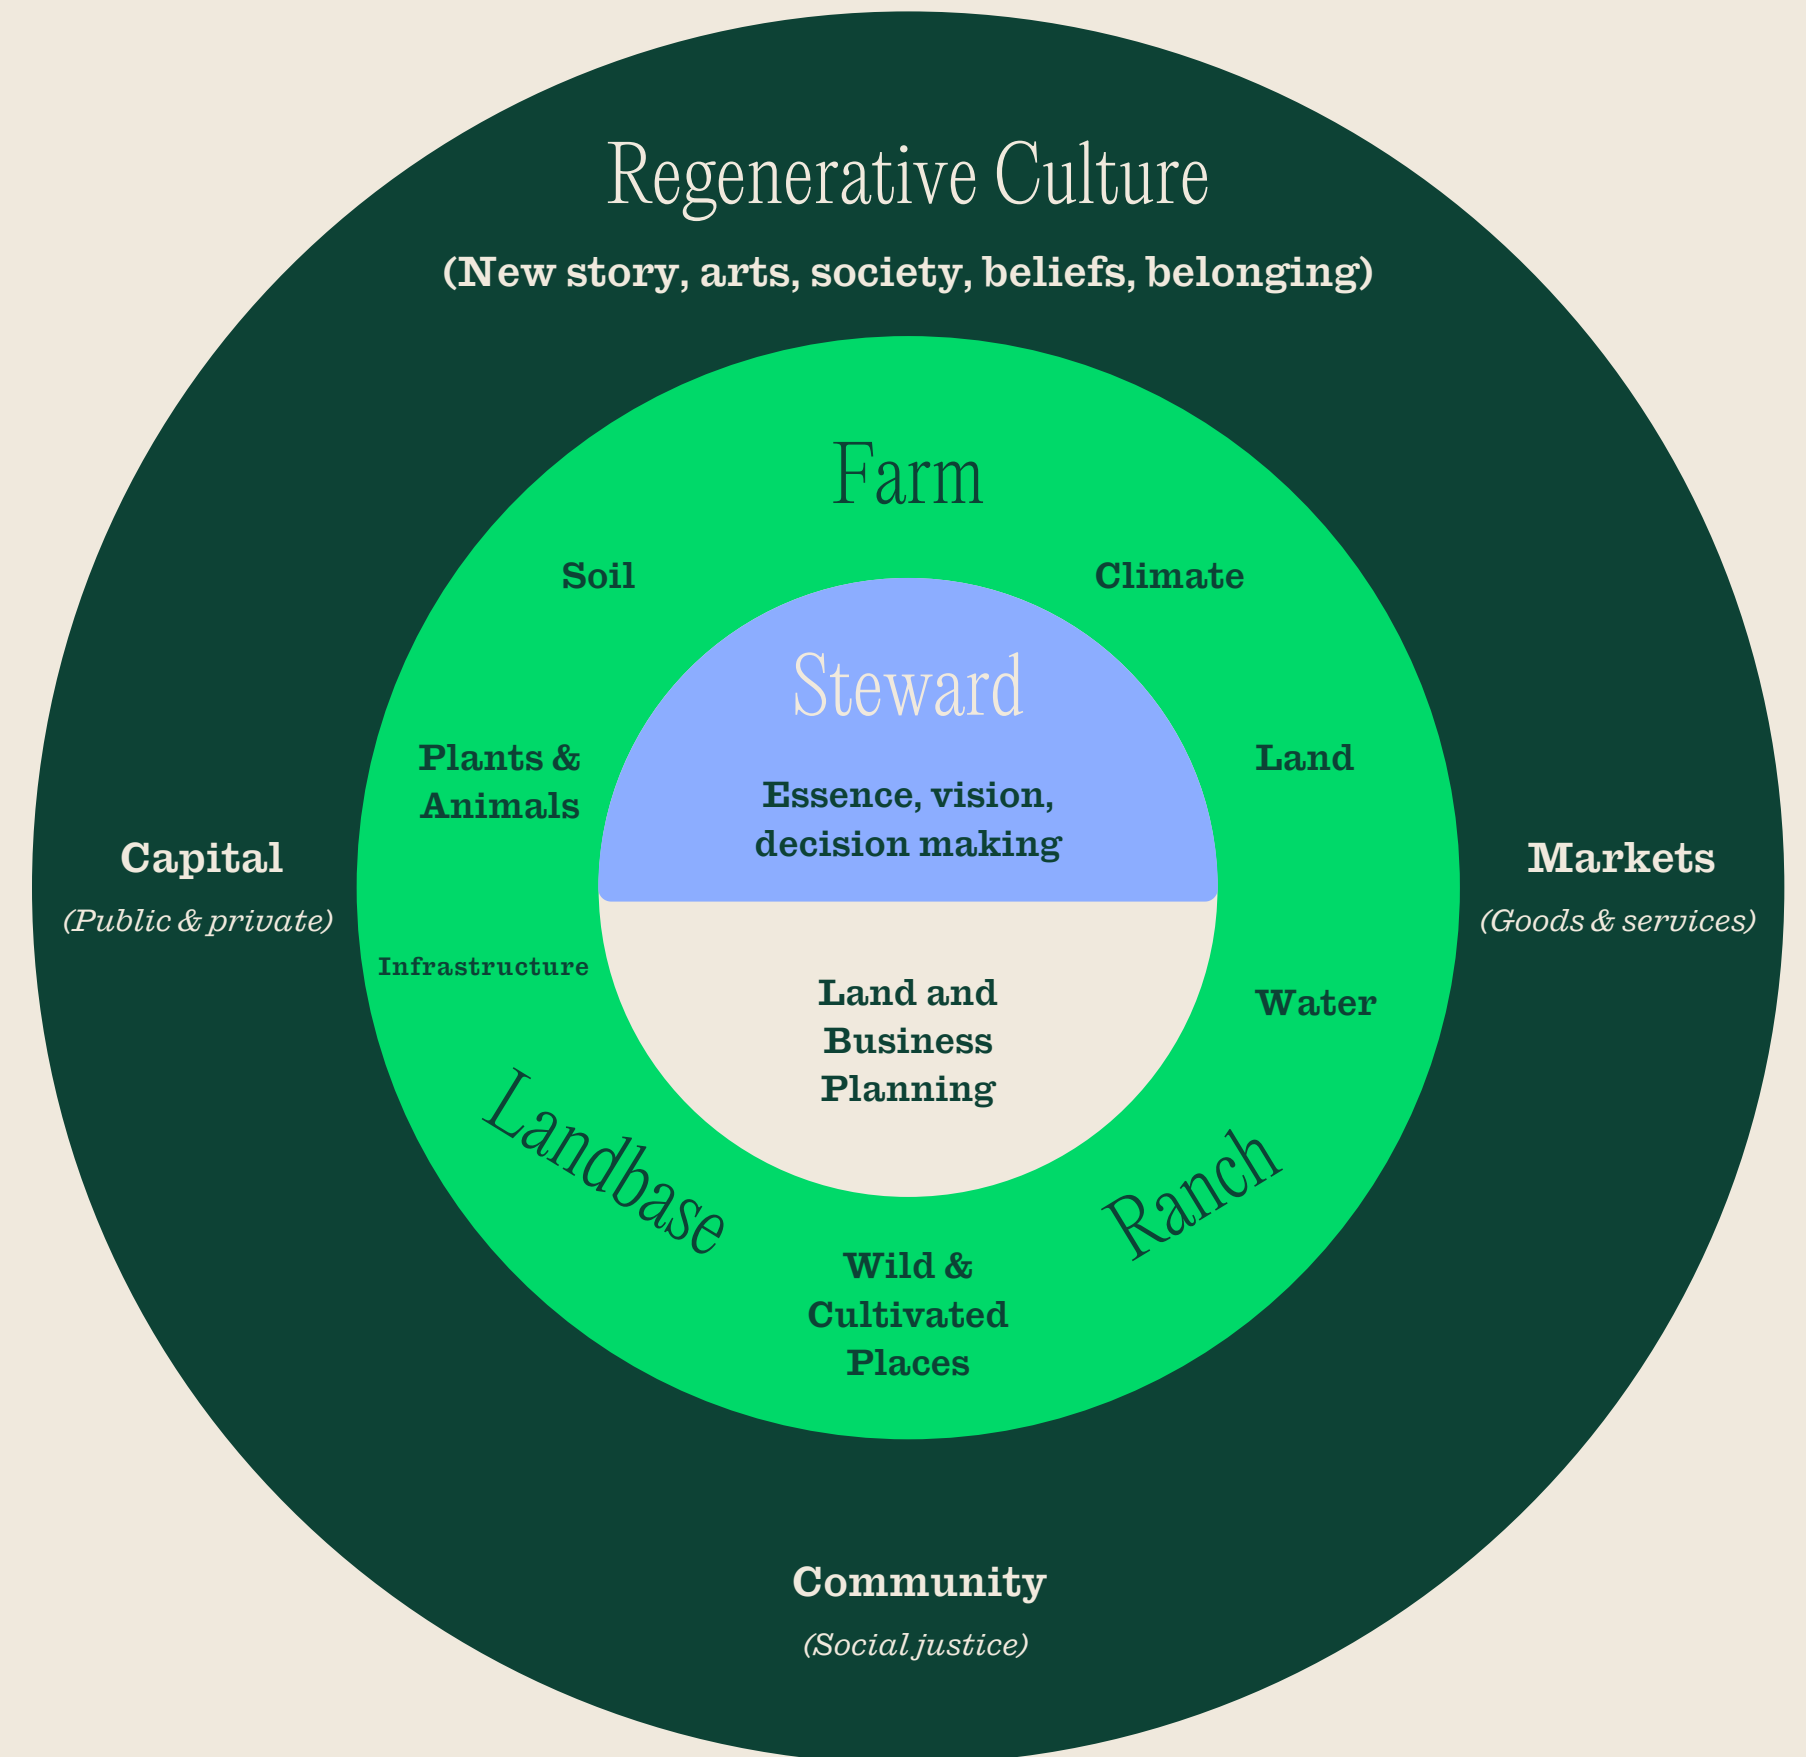 Regenerative Culture
(New story, arts, society, beliefs, belonging)
Farm
Soil
Climate
Steward
Essence, vision,
decision making
Plants &
Animals
Land
Capital
(Public & private)
Markets
(Goods & services)
Infrastructure
Water
Land and
Business
Planning
Landbase
Ranch
Wild &
Cultivated
Places
Community
(Social justice)